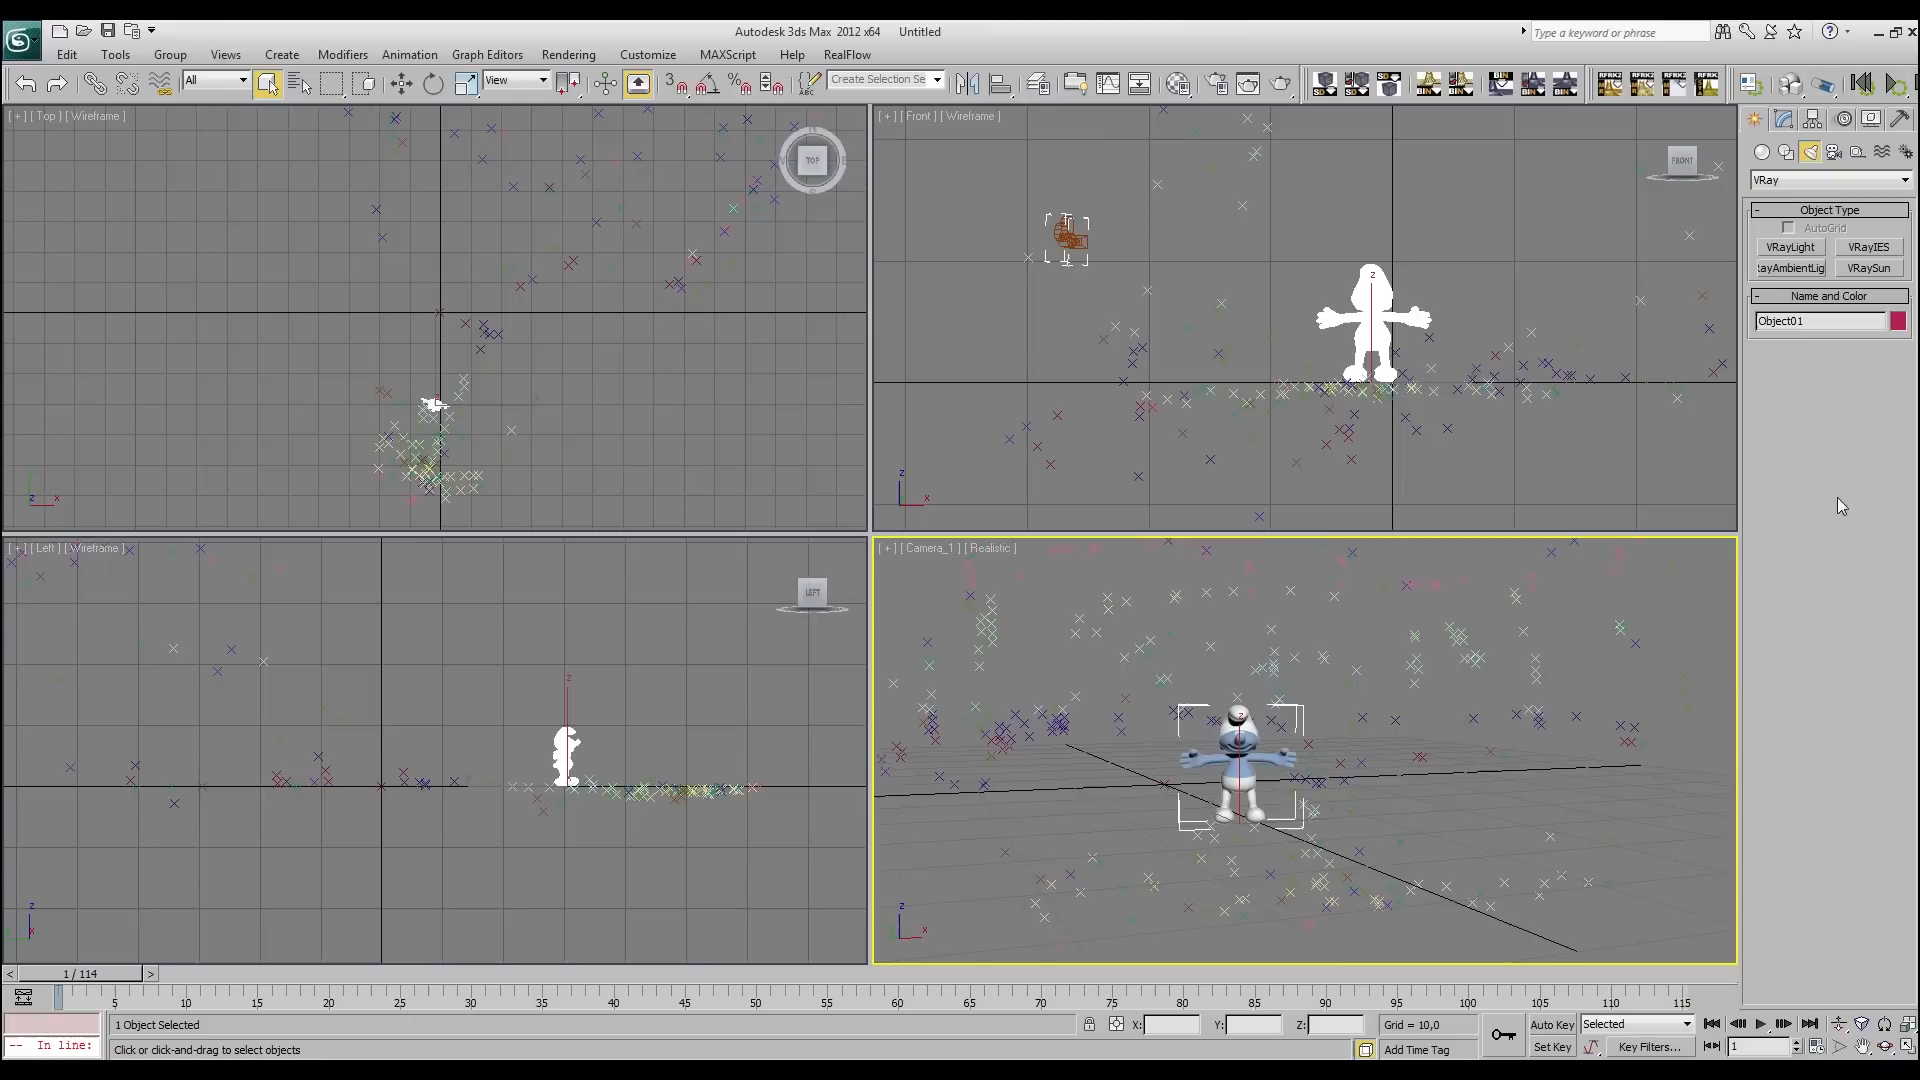 Autodesk 3ds Max 2012 x64 Untitled
Type a keyword or phrase
Edit Tools Group Views Create Modifiers Animation Graph Editors Rendering Customize MAXScript Help RealFlow
All View Create Selection Se
[ + ] [ Top ] [ Wireframe ]
TOP
[ + ] [ Front ] [ Wireframe ]
FRONT
z
z
x
z
x
VRay
- Object Type
AutoGrid
VRayLight VRayIES
RayAmbientLig VRaySun
- Name and Color
Object01
[ + ] [ Left ] [ Wireframe ]
LEFT
z
z
x
[ + ] [ Camera_1 ] [ Realistic ]
z
z
x
< 1 / 114 >
5 10 15 20 25 30 35 40 45 50 55 60 65 70 75 80 85 90 95 100 105 110 115
1 Object Selected X: Y: Z: Grid = 10,0 Auto Key Selected
-- In line: Click or click-and-drag to select objects Add Time Tag Set Key Key Filters... 1